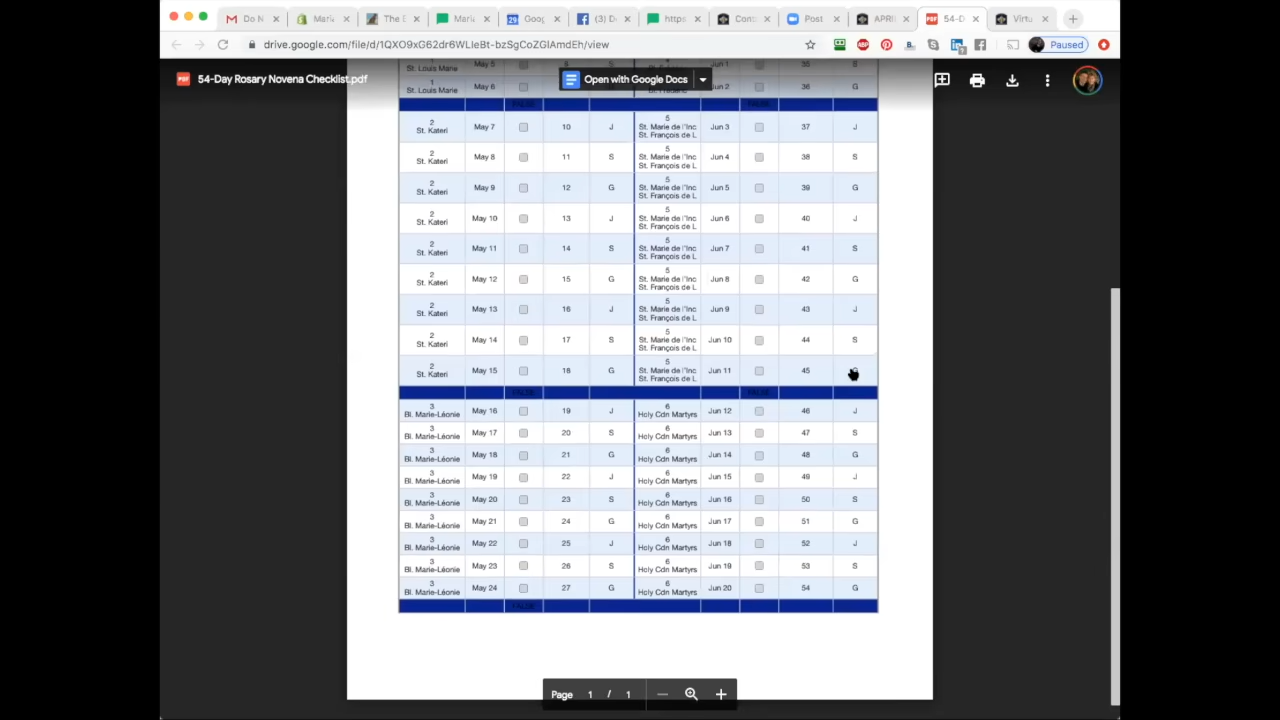 Do N
Maria
The E
Maria
Goog
(3) D
https
Cont
Post
APRI
54-D
Virtu
drive.google.com/file/d/1QXO9xG62dr6WLleBt-bzSgCoZGlAmdEh/view
Paused
54-Day Rosary Novena Checklist.pdf
Open with Google Docs
St. Louis Marie May 5
Jun 1 35 S
1
St. Louis Marie May 6
Jun 2 36 G
FALSE FALSE
2
St. Kateri May 7 10 J
5
St. Marie de l'Inc
St. François de L Jun 3 37 J
2
St. Kateri May 8 11 S
5
St. Marie de l'Inc
St. François de L Jun 4 38 S
2
St. Kateri May 9 12 G
5
St. Marie de l'Inc
St. François de L Jun 5 39 G
2
St. Kateri May 10 13 J
5
St. Marie de l'Inc
St. François de L Jun 6 40 J
2
St. Kateri May 11 14 S
5
St. Marie de l'Inc
St. François de L Jun 7 41 S
2
St. Kateri May 12 15 G
5
St. Marie de l'Inc
St. François de L Jun 8 42 G
2
St. Kateri May 13 16 J
5
St. Marie de l'Inc
St. François de L Jun 9 43 J
2
St. Kateri May 14 17 S
5
St. Marie de l'Inc
St. François de L Jun 10 44 S
2
St. Kateri May 15 18 G
5
St. Marie de l'Inc
St. François de L Jun 11 45
FALSE FALSE
3
Bl. Marie-Léonie May 16 19 J
6
Holy Cdn Martyrs Jun 12 46 J
3
Bl. Marie-Léonie May 17 20 S
6
Holy Cdn Martyrs Jun 13 47 S
3
Bl. Marie-Léonie May 18 21 G
6
Holy Cdn Martyrs Jun 14 48 G
3
Bl. Marie-Léonie May 19 22 J
6
Holy Cdn Martyrs Jun 15 49 J
3
Bl. Marie-Léonie May 20 23 S
6
Holy Cdn Martyrs Jun 16 50 S
3
Bl. Marie-Léonie May 21 24 G
6
Holy Cdn Martyrs Jun 17 51 G
3
Bl. Marie-Léonie May 22 25 J
6
Holy Cdn Martyrs Jun 18 52 J
3
Bl. Marie-Léonie May 23 26 S
6
Holy Cdn Martyrs Jun 19 53 S
3
Bl. Marie-Léonie May 24 27 G
6
Holy Cdn Martyrs Jun 20 54 G
FALSE
Page 1 / 1